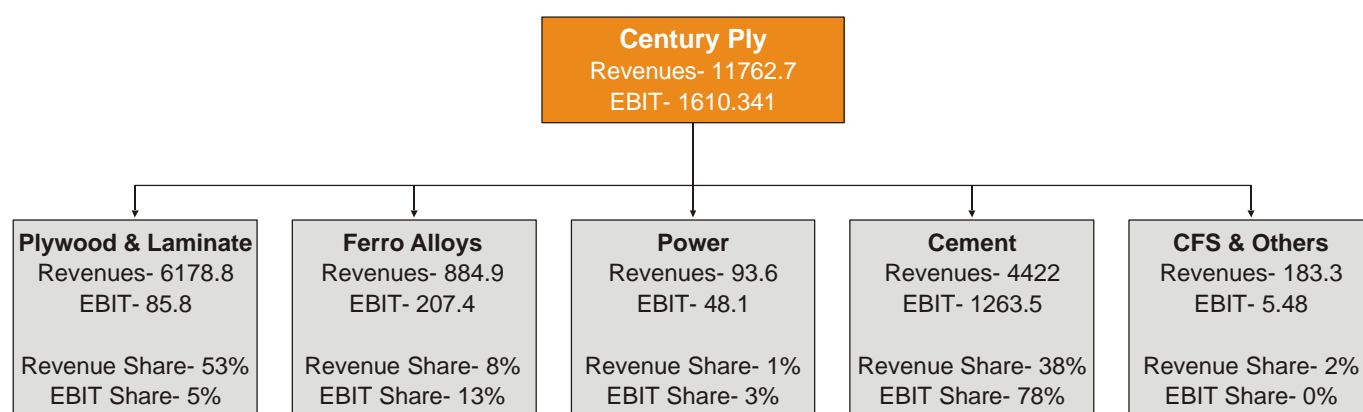 Century Ply
Revenues- 11762.7
EBIT- 1610.341
Plywood & Laminate
Revenues- 6178.8
EBIT- 85.8
Revenue Share- 53%
EBIT Share- 5%
Ferro Alloys
Revenues- 884.9
EBIT- 207.4
Revenue Share- 8%
EBIT Share- 13%
Power
Revenues- 93.6
EBIT- 48.1
Revenue Share- 1%
EBIT Share- 3%
Cement
Revenues- 4422
EBIT- 1263.5
Revenue Share- 38%
EBIT Share- 78%
CFS & Others
Revenues- 183.3
EBIT- 5.48
Revenue Share- 2%
EBIT Share- 0%